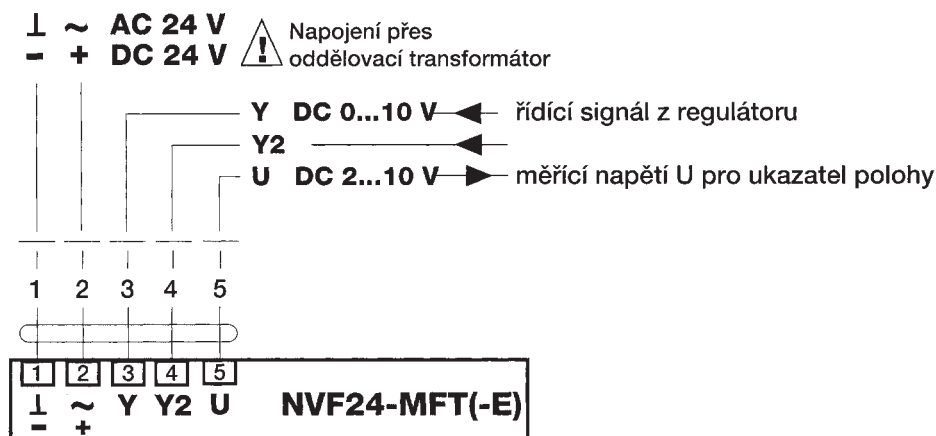 ⊥ ~ AC 24 V
- + DC 24 V
Napojení přes
oddělovací transformátor
Y DC 0...10 V řídící signál z regulátoru
Y2
U DC 2...10 V měřící napětí U pro ukazatel polohy
1 2 3 4 5
1 2 3 4 5
⊥ ~ Y Y2 U NVF24-MFT(-E)
- +